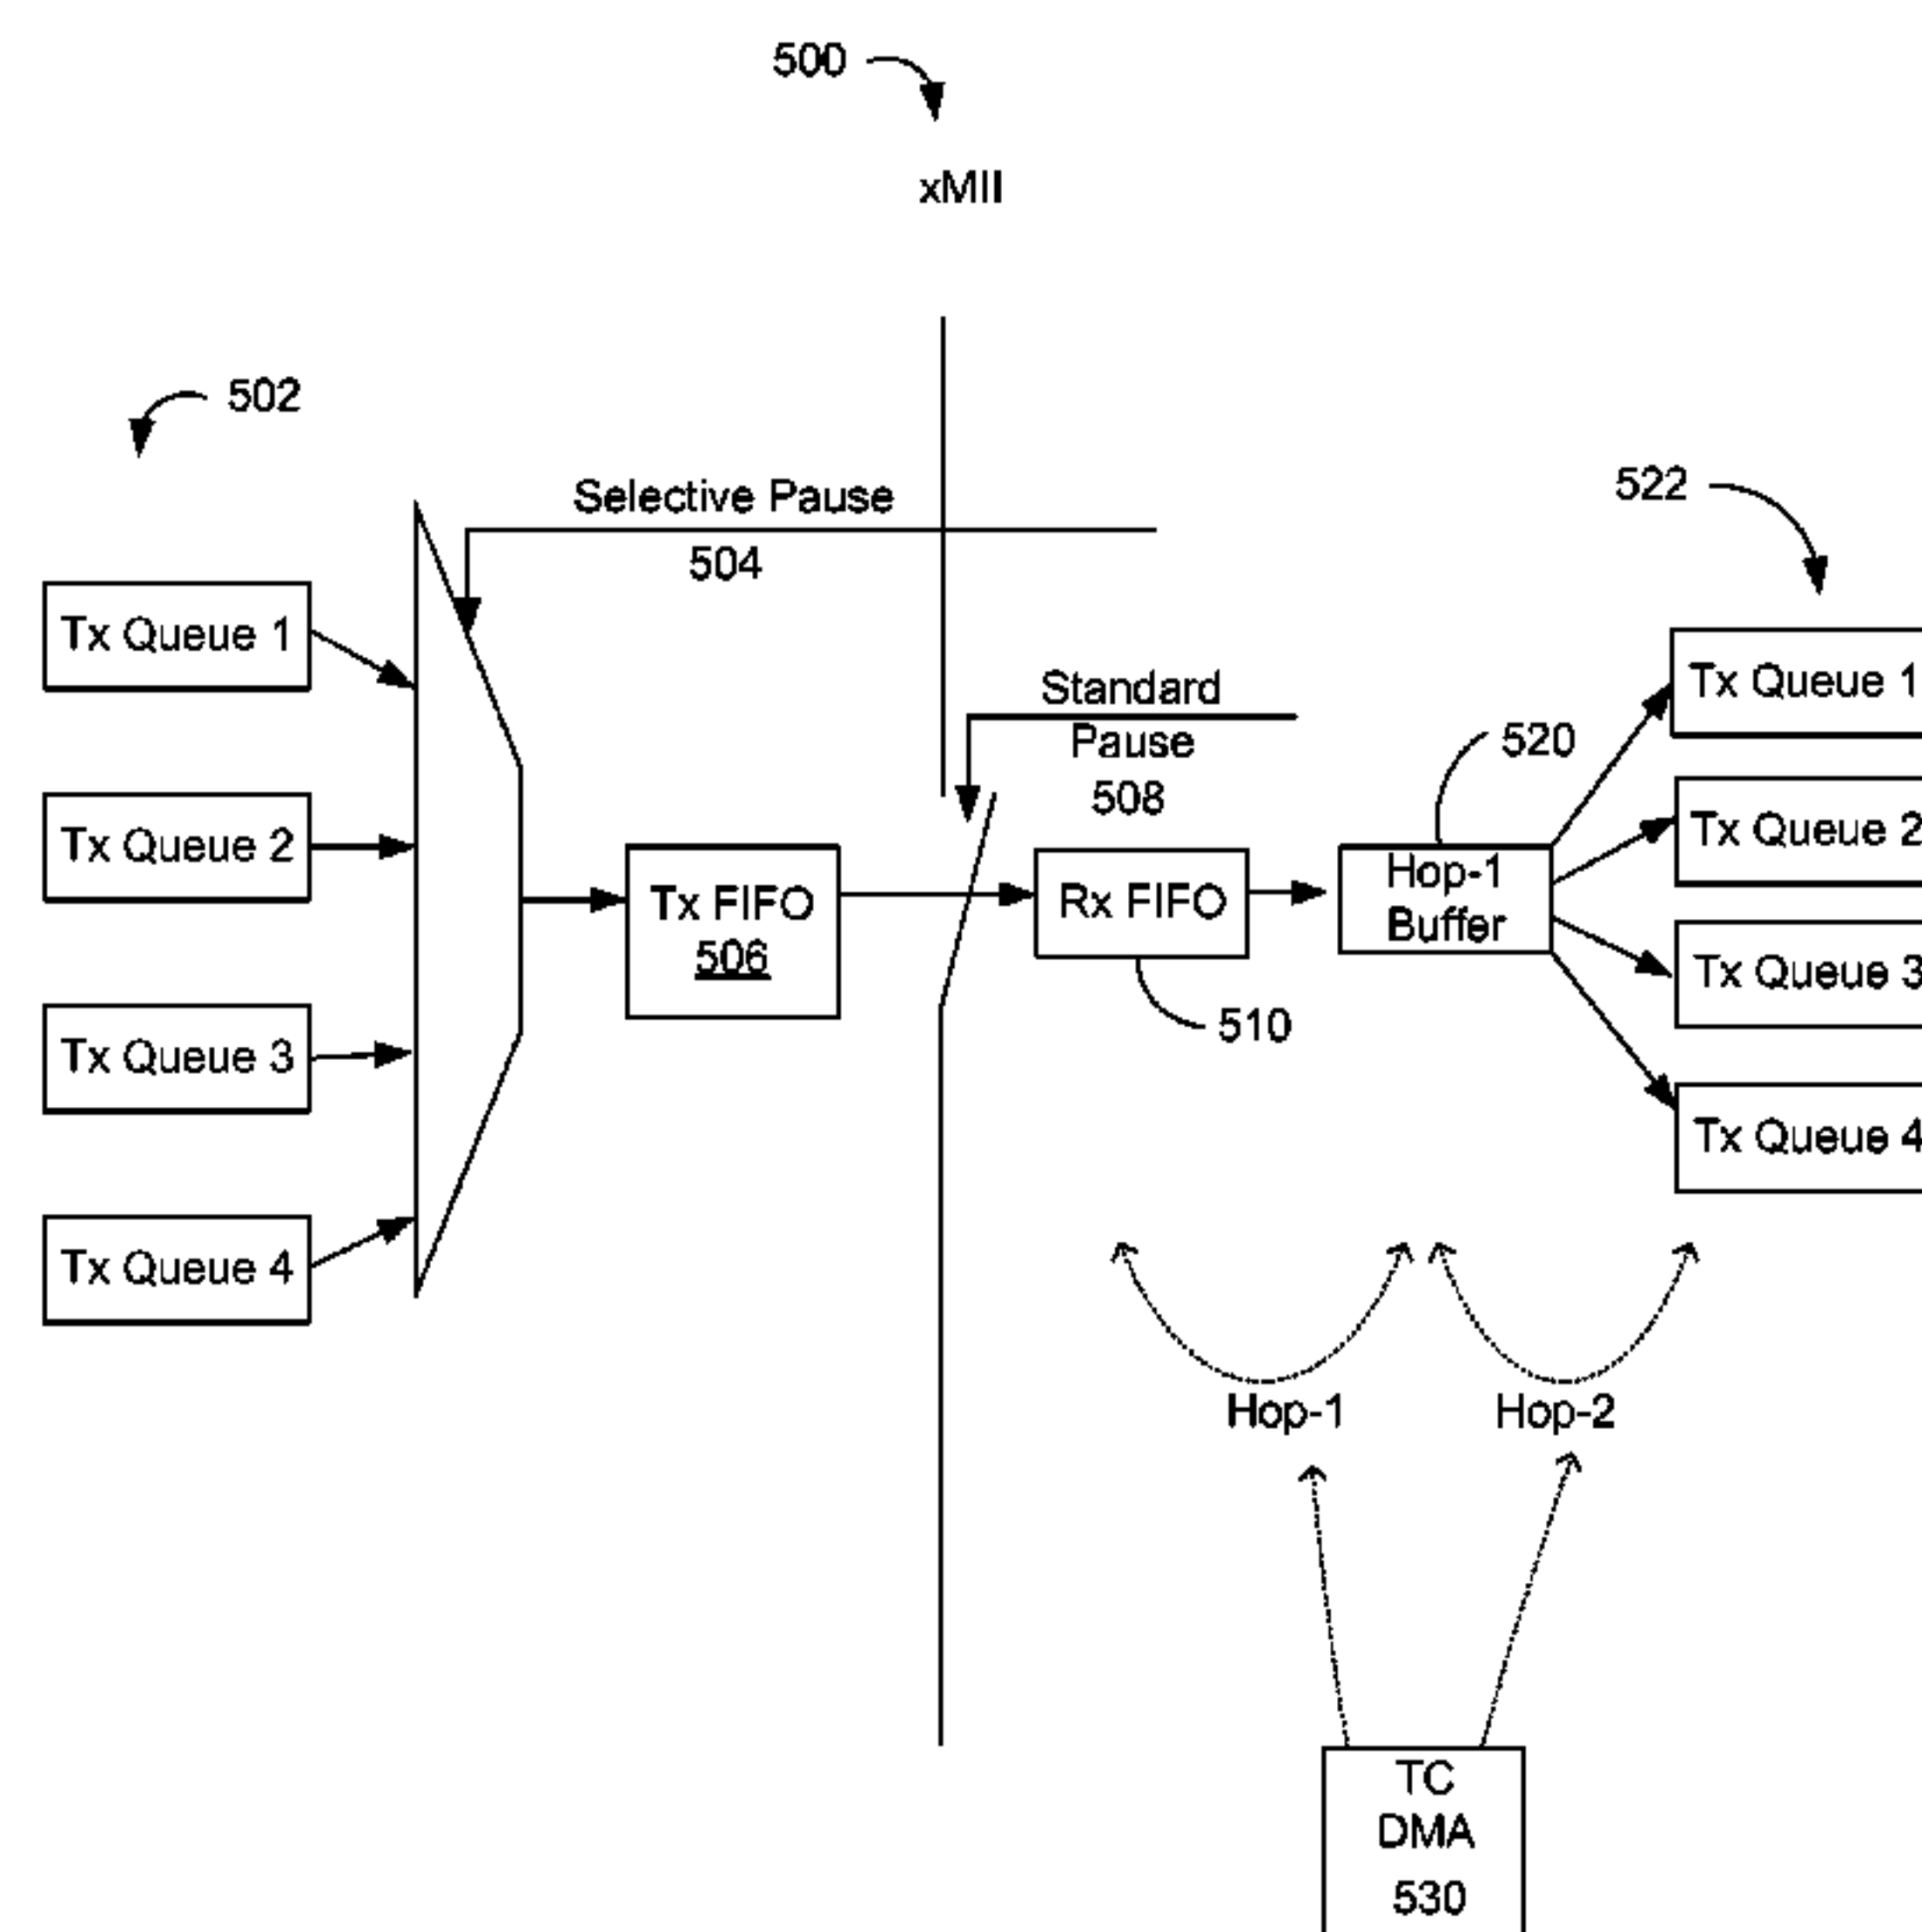 500
xMII
502
Selective Pause
504
522
Tx Queue 1
Tx Queue 2
Tx Queue 3
Tx Queue 4
Tx FIFO
506
Standard
Pause
508
Rx FIFO
510
520
Hop-1
Buffer
Tx Queue 1
Tx Queue 2
Tx Queue 3
Tx Queue 4
Hop-1
Hop-2
TC
DMA
530